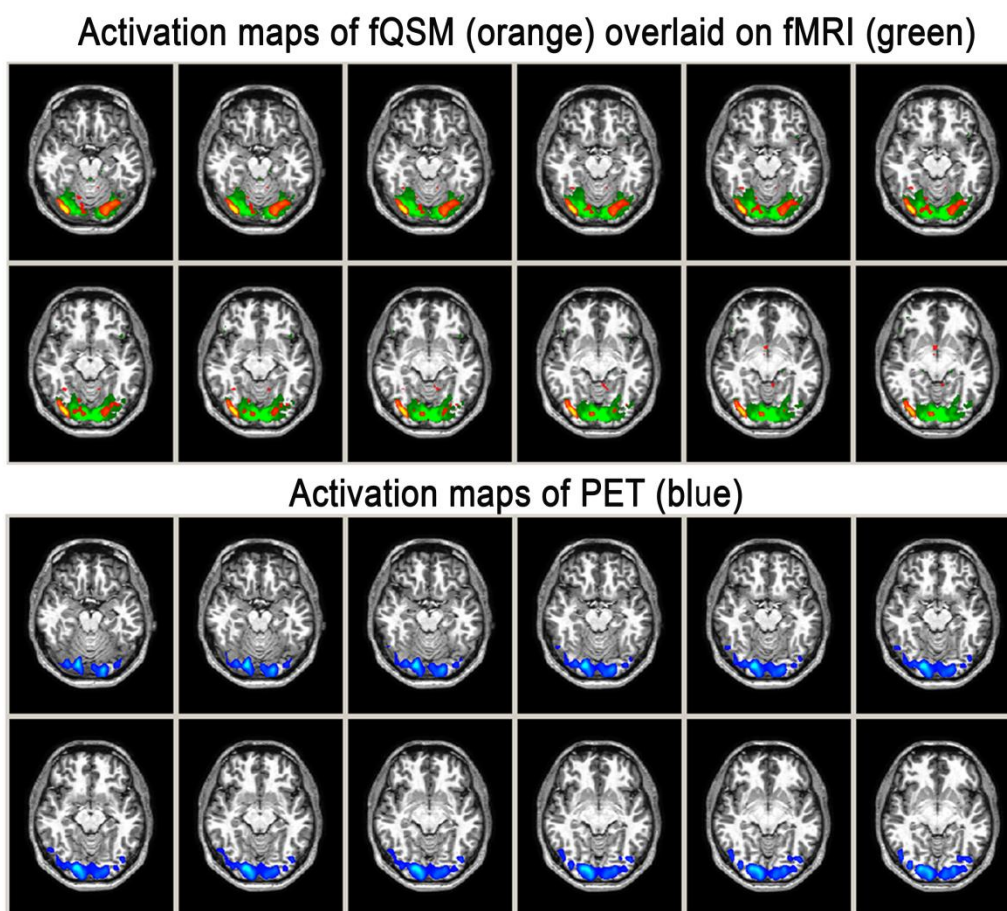 Activation maps of fQSM (orange) overlaid on fMRI (green)
Activation maps of PET (blue)